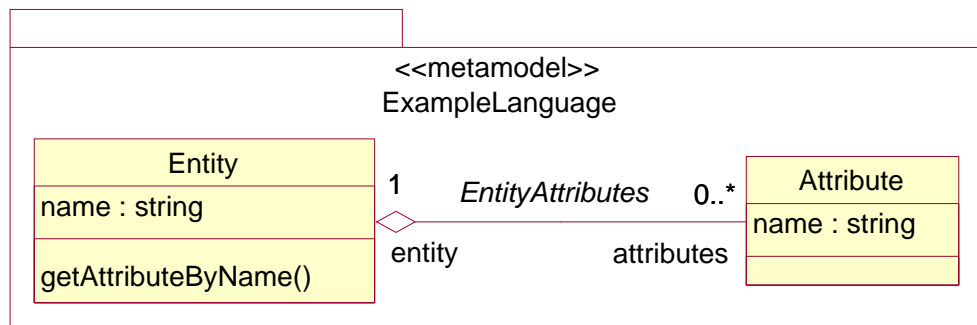 <<metamodel>>
ExampleLanguage
Entity
name : string
getAttributeByName()
1
EntityAttributes
0..*
entity
attributes
Attribute
name : string